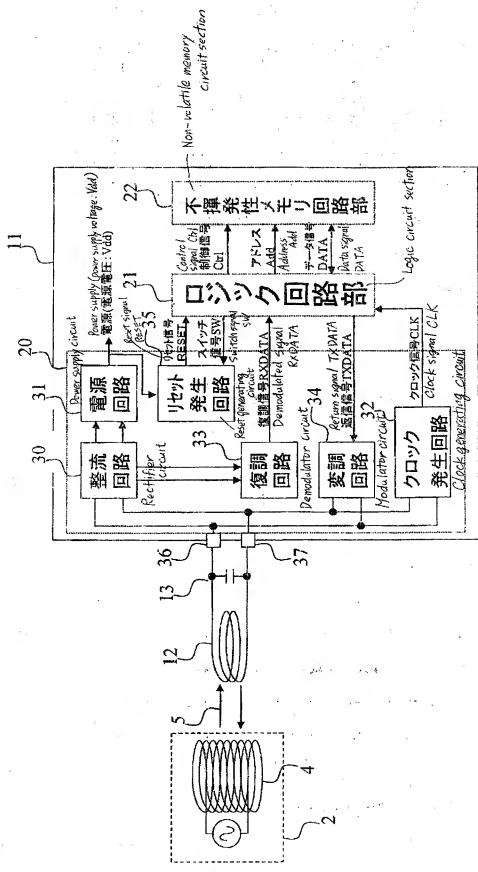 11
20
31
Power supply circuit
電源
回路
Power supply (power supply voltage: Vdd)
電源(電源電圧:Vdd)
30
整流
回路
Rectifier
circuit
Reset signal
RESET
35
リセット
発生
回路
Reset generating
circuit
リセット信号
RESET
スイッチ
信号SW
Switch signal
SW
33
復調
回路
Demodulator circuit
復調信号RXDATA
Demodulated signal
RXDATA
34
変調
回路
Modulator circuit
Return signal TXDATA
返信信号TXDATA
32
クロック
発生回路
Clock generating circuit
クロック信号CLK
Clock signal CLK
21
ロジック回路部
Logic circuit section
Control
signal Ctrl
制御信号
Ctrl
アドレス
Add
Address
Add
データ信号
DATA
Data signal
DATA
22
不揮発性メモリ回路部
Non-volatile memory
circuit section
36
37
13
12
5
4
2